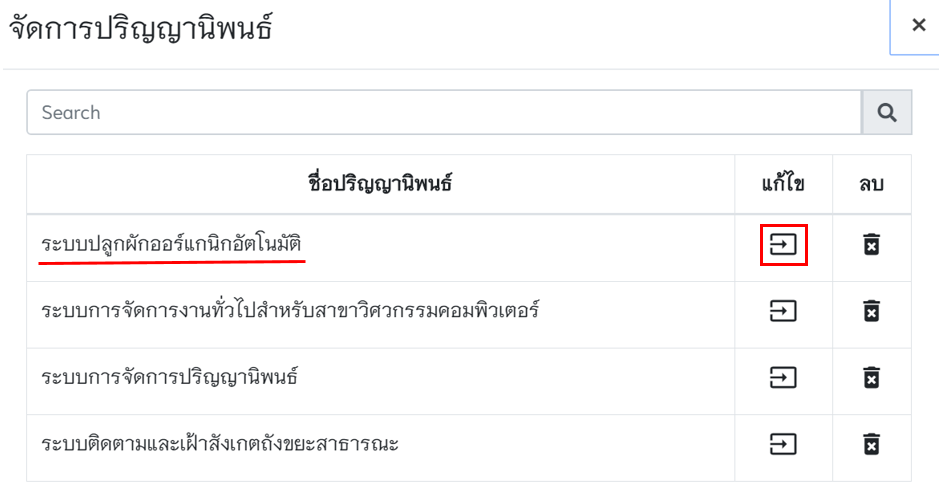 จัดการปริญญานิพนธ์
Search
ชื่อปริญญานิพนธ์ แก้ไข ลบ
ระบบปลูกผักออร์แกนิกอัตโนมัติ
ระบบการจัดการงานทั่วไปสำหรับสาขาวิศวกรรมคอมพิวเตอร์
ระบบการจัดการปริญญานิพนธ์
ระบบติดตามและเฝ้าสังเกตถังขยะสาธารณะ